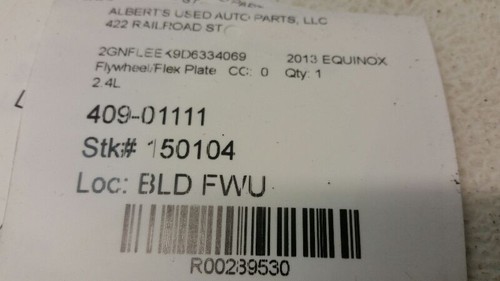 ALBERT'S USED AUTO PARTS, LLC
422 RAILROAD ST
2GNFLEEK9D6334069 2013 EQUINOX
Flywheel/Flex Plate CC: 0 Qty: 1
2.4L
409-01111
Stk# 150104
Loc: BLD FWU
R00289530